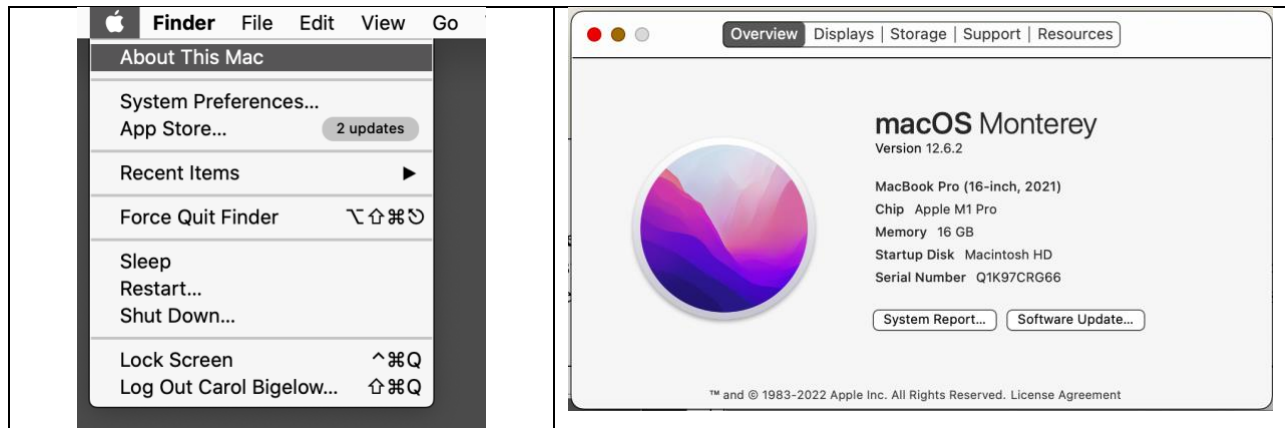 Finder File Edit View Go
About This Mac
System Preferences...
App Store... 2 updates
Recent Items ▶
Force Quit Finder ⌥⇧⌘⎋
Sleep
Restart...
Shut Down...
Lock Screen ^⌘Q
Log Out Carol Bigelow... ⇧⌘Q
Overview Displays | Storage | Support | Resources
macOS Monterey
Version 12.6.2
MacBook Pro (16-inch, 2021)
Chip Apple M1 Pro
Memory 16 GB
Startup Disk Macintosh HD
Serial Number Q1K97CRG66
System Report... Software Update...
™ and © 1983-2022 Apple Inc. All Rights Reserved. License Agreement